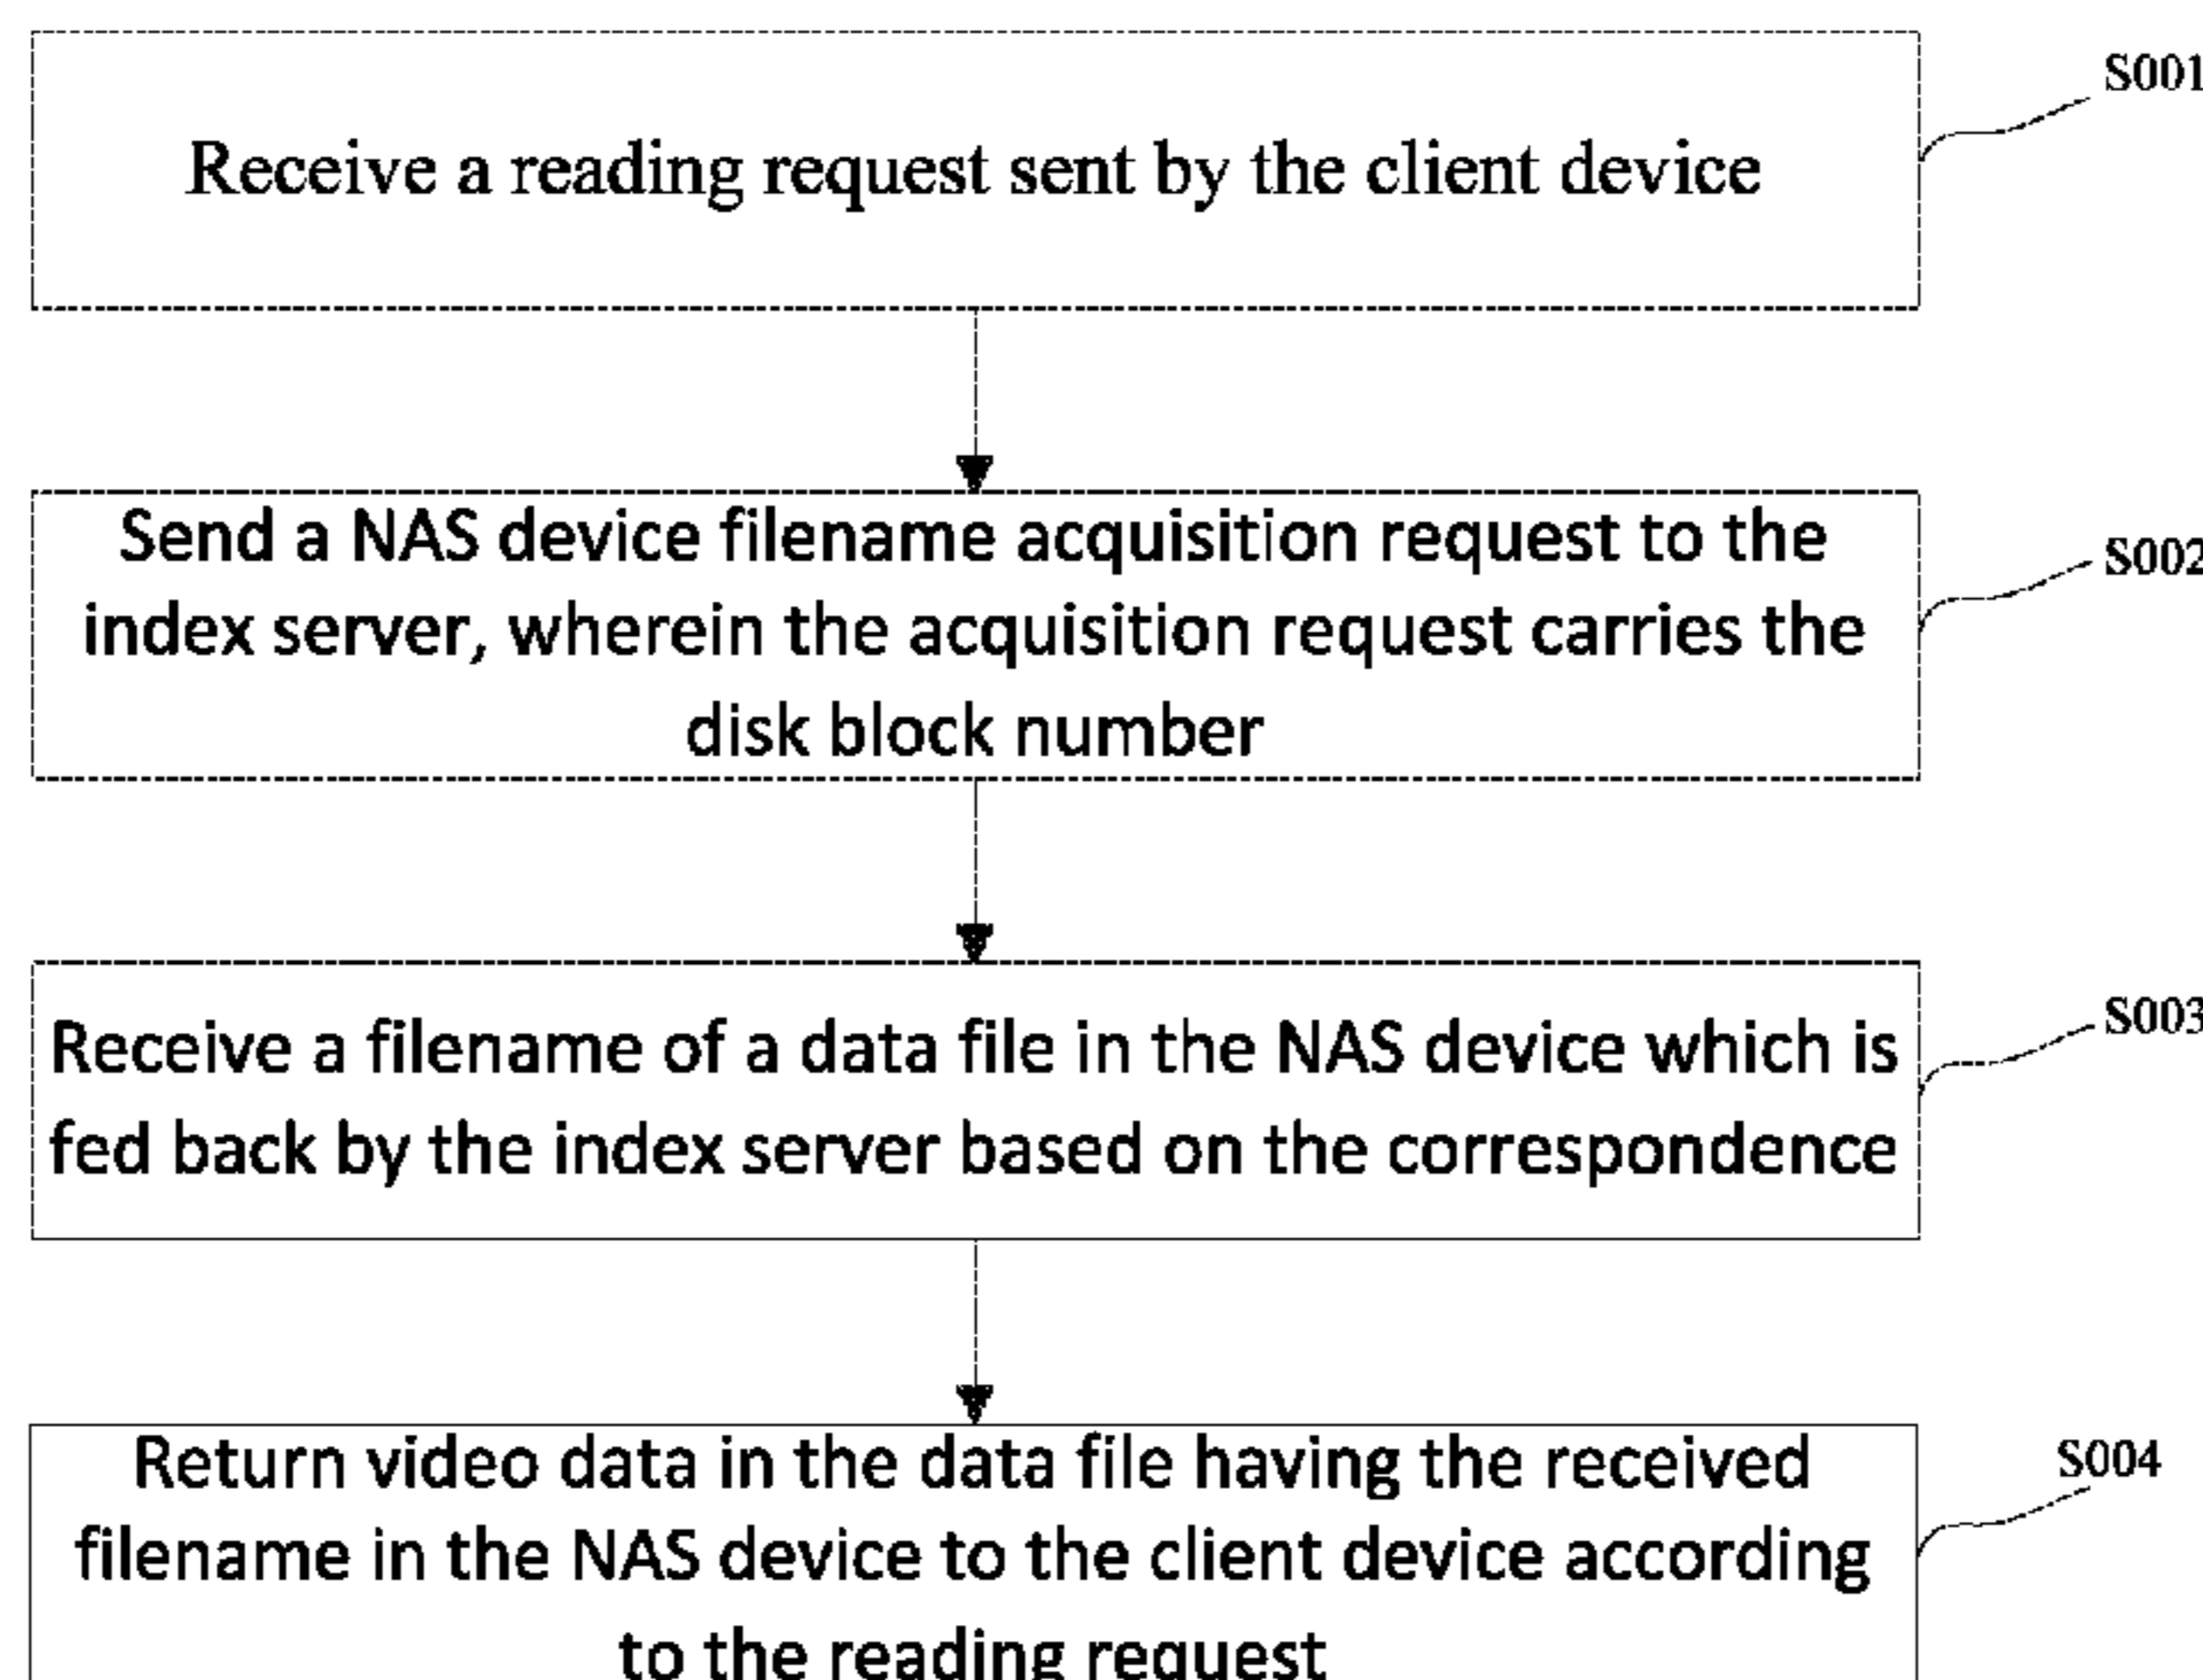 Receive a reading request sent by the client device
S001
Send a NAS device filename acquisition request to the
index server, wherein the acquisition request carries the
disk block number
S002
Receive a filename of a data file in the NAS device which is
fed back by the index server based on the correspondence
S003
Return video data in the data file having the received
filename in the NAS device to the client device according
to the reading request
S004